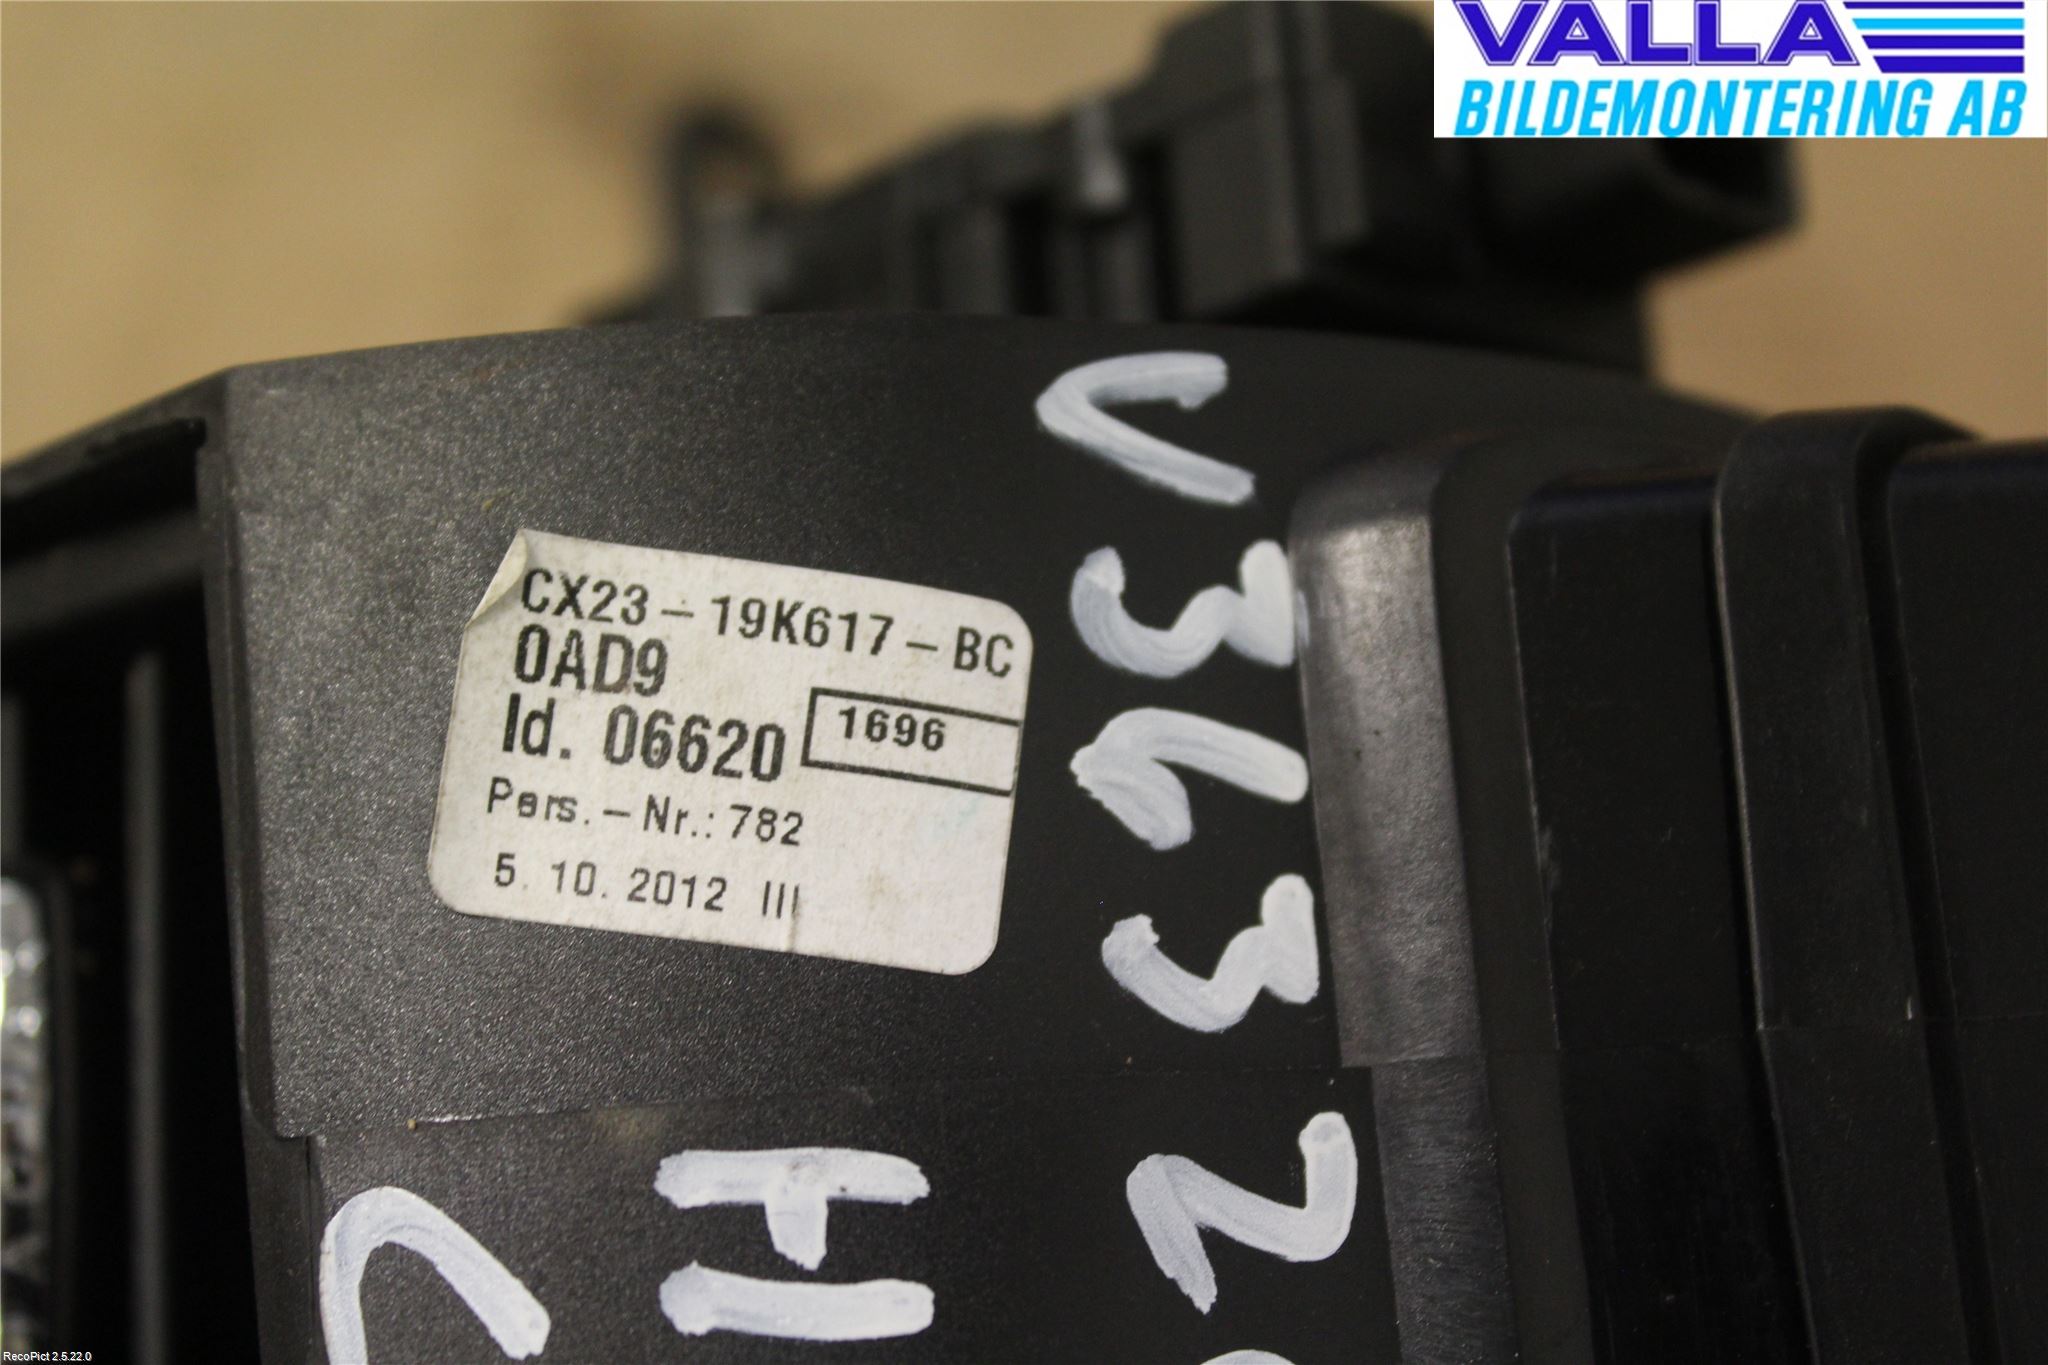 VALLA
BILDEMONTERING AB
CX23-19K617-BC
0AD9
Id. 06620
1696
Pers.-Nr.: 782
5. 10. 2012 III
V3632
H
RecoPict 2.5.22.0